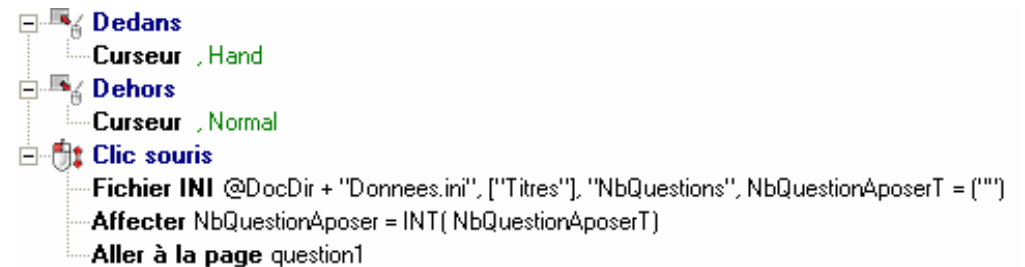 Dedans
Curseur , Hand
Dehors
Curseur , Normal
Clic souris
Fichier INI @DocDir + "Donnees.ini", ["Titres"], "NbQuestions", NbQuestionAposerT = ("")
Affecter NbQuestionAposer = INT( NbQuestionAposerT)
Aller à la page question1